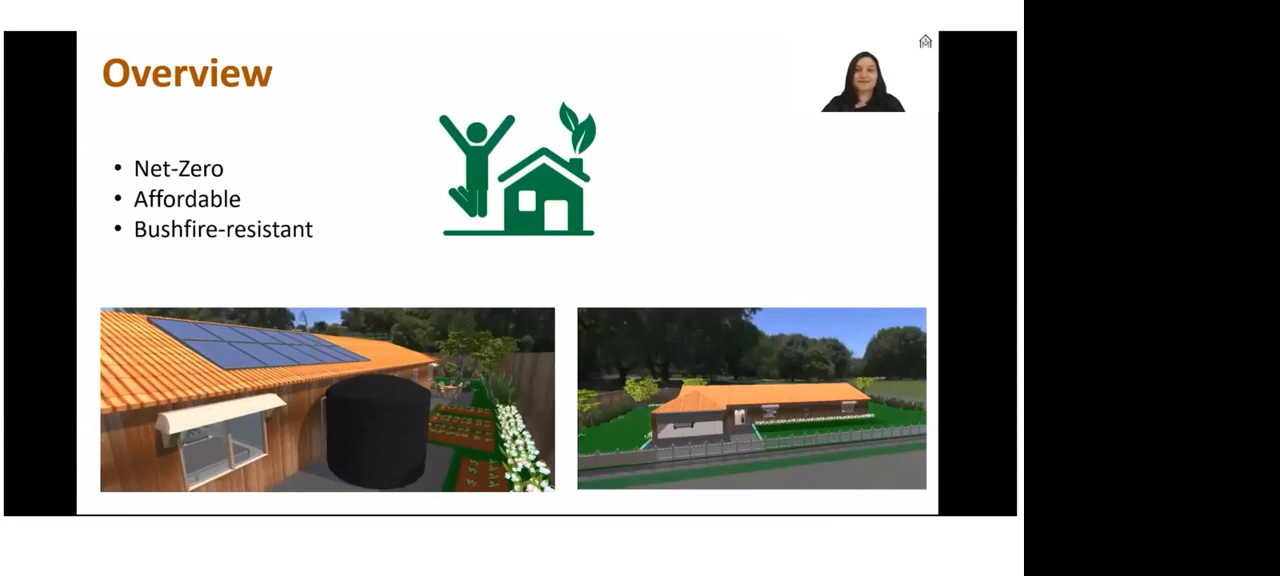 Overview
• Net-Zero
• Affordable
• Bushfire-resistant